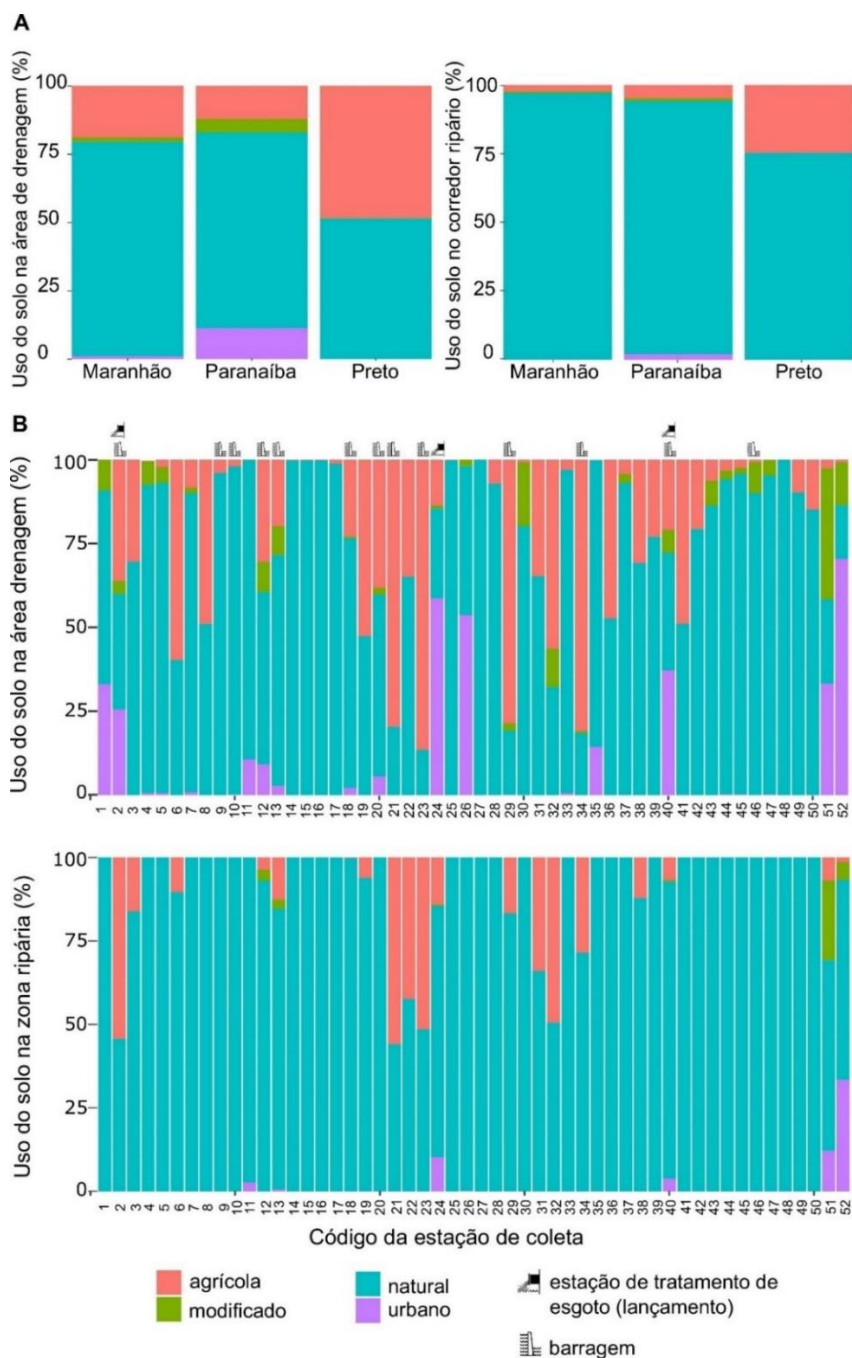 A
Uso do solo na área de drenagem (%)
100
75
50
25
0
Maranhão
Paranaíba
Preto
Uso do solo no corredor ripário (%)
100
75
50
25
0
Maranhão
Paranaíba
Preto
B
Uso do solo na área drenagem (%)
100
75
50
25
0
1 2 3 4 5 6 7 8 9 10 11 12 13 14 15 16 17 18 19 20 21 22 23 24 25 26 27 28 29 30 31 32 33 34 35 36 37 38 39 40 41 42 43 44 45 46 47 48 49 50 51 52
Uso do solo na zona ripária (%)
100
75
50
25
0
1 2 3 4 5 6 7 8 9 10 11 12 13 14 15 16 17 18 19 20 21 22 23 24 25 26 27 28 29 30 31 32 33 34 35 36 37 38 39 40 41 42 43 44 45 46 47 48 49 50 51 52
Código da estação de coleta
agrícola
modificado
natural
urbano
estação de tratamento de
esgoto (lançamento)
barragem